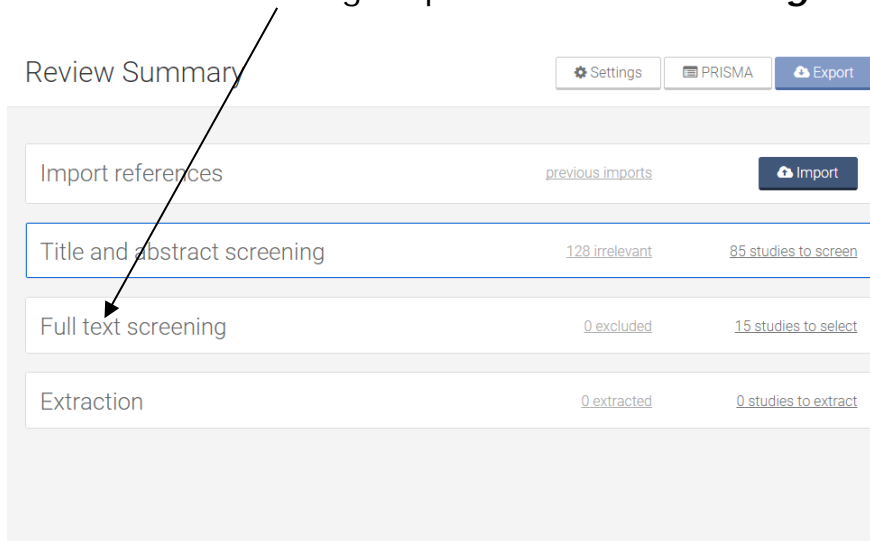 Review Summary Settings PRISMA Export
Import references previous imports Import
Title and abstract screening 128 irrelevant 85 studies to screen
Full text screening 0 excluded 15 studies to select
Extraction 0 extracted 0 studies to extract